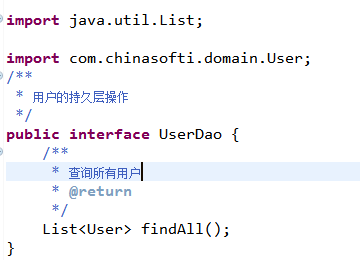 import java.util.List;
import com.chinasofti.domain.User;
/**
 * 用户的持久层操作
 */
public interface UserDao {
    /**
     * 查询所有用户
     * @return
     */
    List<User> findAll();
}